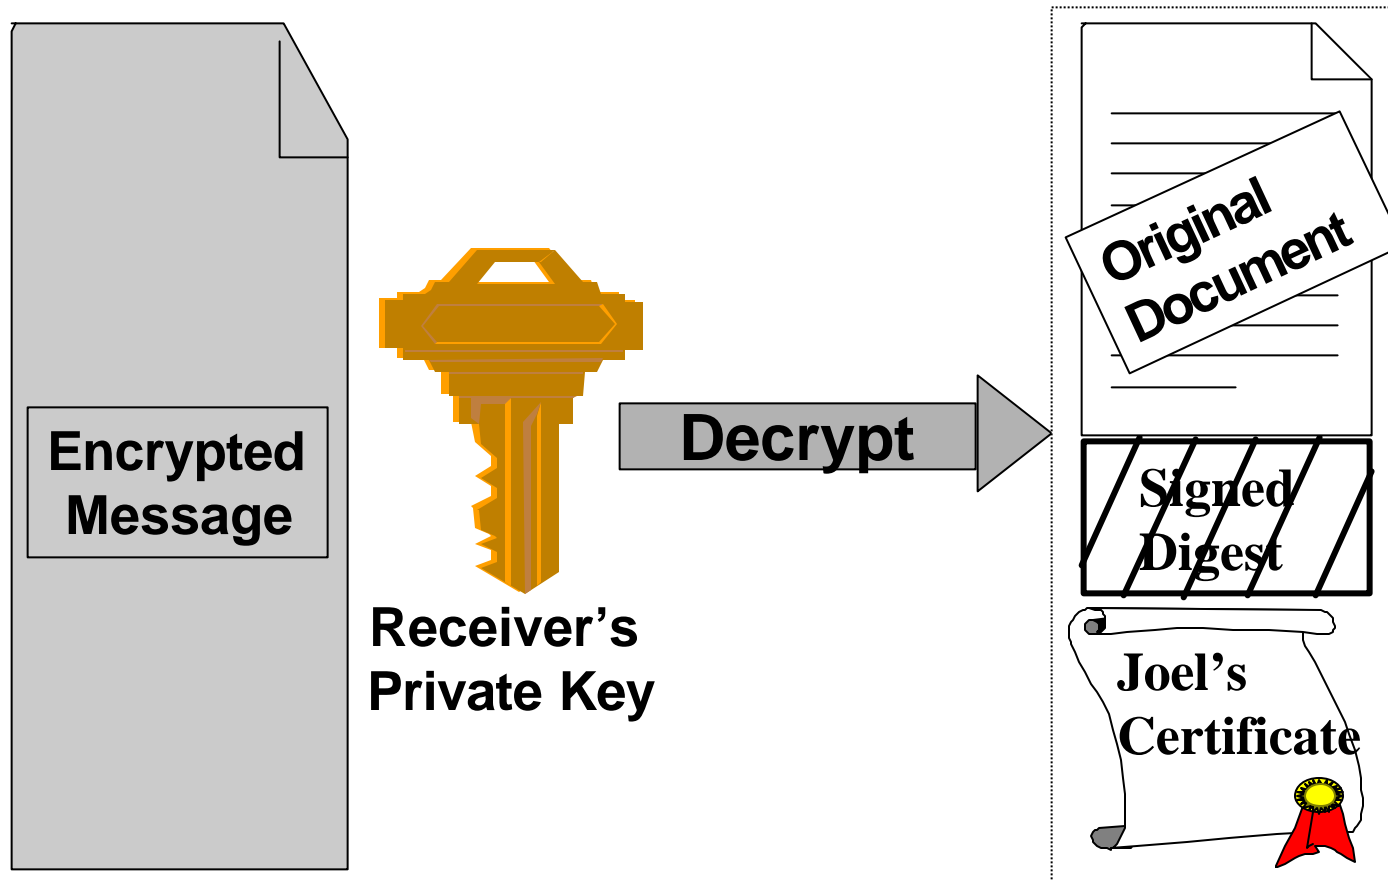 Encrypted
Message
Receiver’s
Private Key
Decrypt
Original
Document
Signed
Digest
Joel’s
Certificate